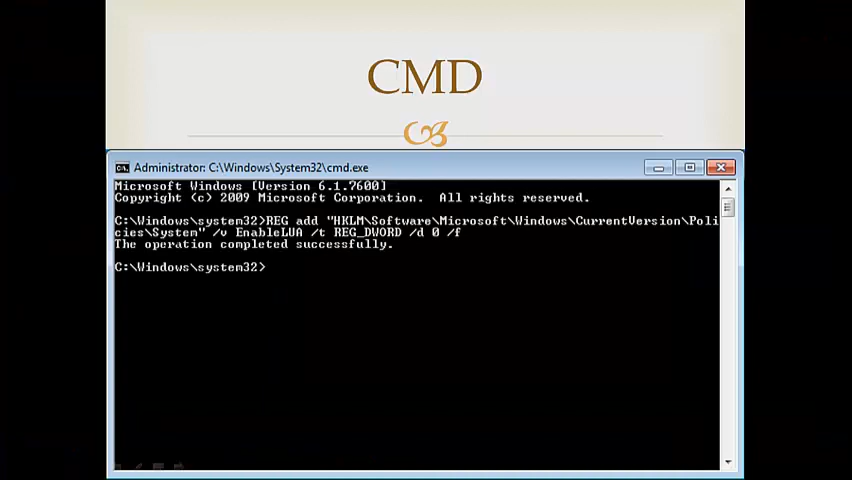 CMD
Administrator: C:\Windows\System32\cmd.exe
Microsoft Windows [Version 6.1.7600]
Copyright (c) 2009 Microsoft Corporation.  All rights reserved.
C:\Windows\system32>REG add "HKLM\Software\Microsoft\Windows\CurrentVersion\Poli
cies\System" /v EnableLUA /t REG_DWORD /d 0 /f
The operation completed successfully.
C:\Windows\system32>